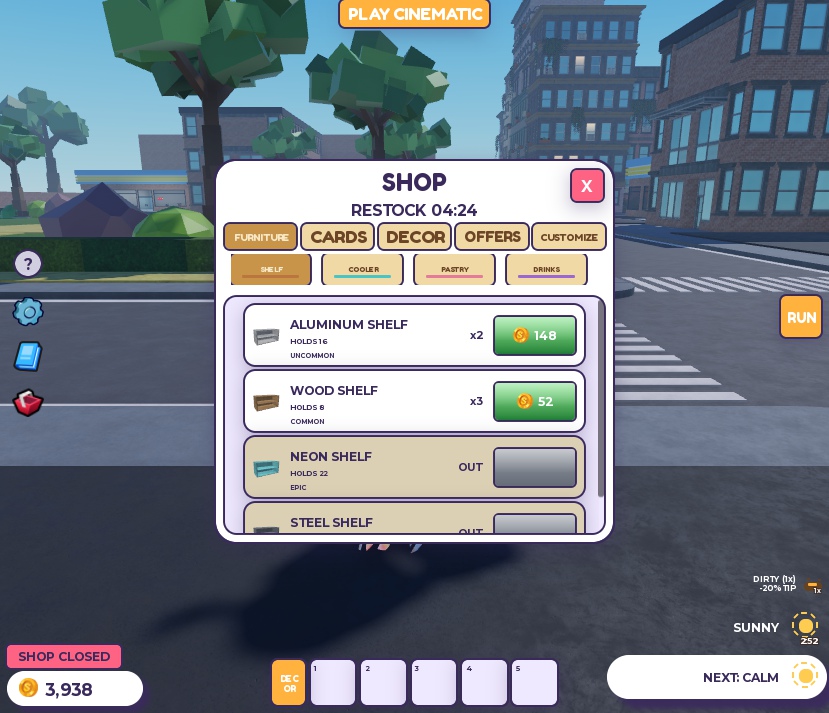 PLAY CINEMATIC
SHOP
X
RESTOCK 04:24
FURNITURE CARDS DECOR OFFERS CUSTOMIZE
SHELF COOLER PASTRY DRINKS
ALUMINUM SHELF
HOLDS 16
UNCOMMON
x2
148
WOOD SHELF
HOLDS 8
COMMON
x3
52
NEON SHELF
HOLDS 22
EPIC
OUT
STEEL SHELF
OUT
?
RUN
DIRTY (1x)
-20% TIP
1x
SUNNY
252
NEXT: CALM
SHOP CLOSED
3,938
DEC
OR
1 2 3 4 5